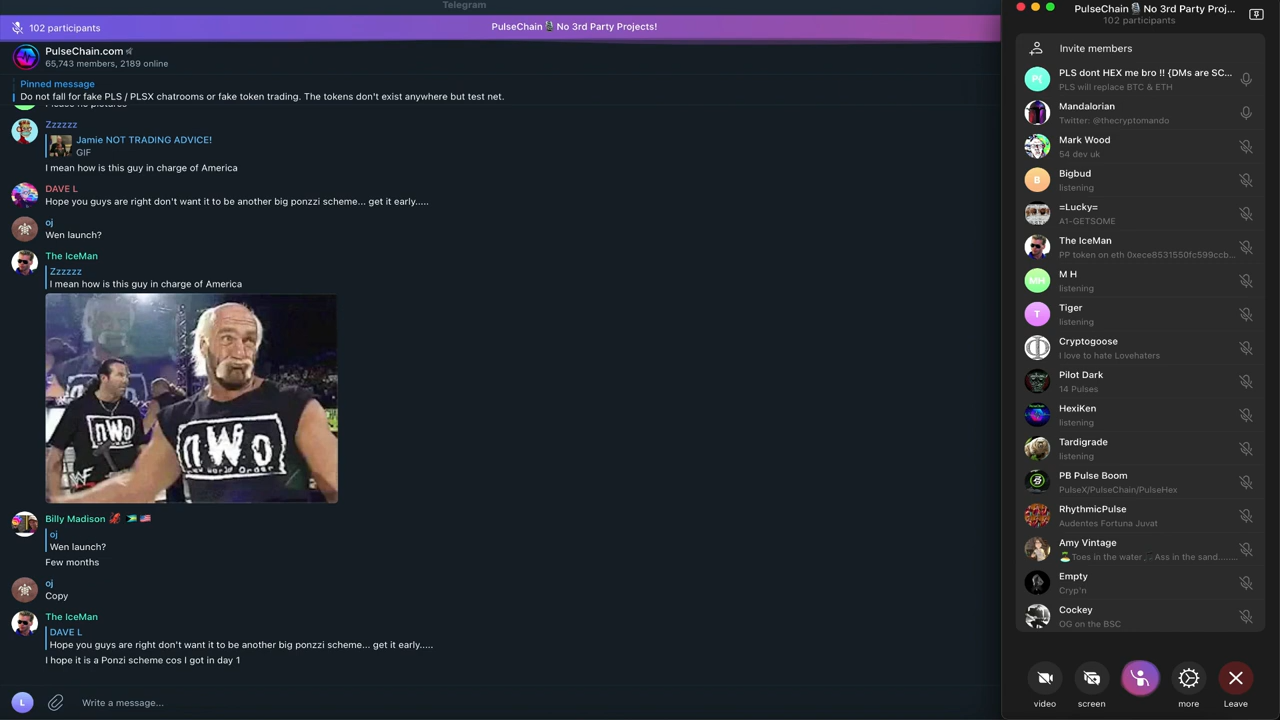 Telegram
102 participants
PulseChain🎙 No 3rd Party Projects!
PulseChain.com
65,743 members, 2189 online
Pinned message
Do not fall for fake PLS / PLSX chatrooms or fake token trading. The tokens don't exist anywhere but test net.
Zzzzzz
Jamie NOT TRADING ADVICE!
GIF
I mean how is this guy in charge of America
DAVE L
Hope you guys are right don't want it to be another big ponzzi scheme... get it early.....
oj
Wen launch?
The IceMan
Zzzzzz
I mean how is this guy in charge of America
nWo
nWo
New World Order
Billy Madison
oj
Wen launch?
Few months
oj
Copy
The IceMan
DAVE L
Hope you guys are right don't want it to be another big ponzzi scheme... get it early.....
I hope it is a Ponzi scheme cos I got in day 1
L
Write a message...
PulseChain🎙 No 3rd Party Proj...
102 participants
Invite members
P(
PLS dont HEX me bro !! {DMs are SC...
PLS will replace BTC & ETH
Mandalorian
Twitter: @thecryptomando
Mark Wood
54 dev uk
B
Bigbud
listening
=Lucky=
A1-GETSOME
The IceMan
PP token on eth 0xece8531550fc599ccb...
MH
M H
listening
T
Tiger
listening
Cryptogoose
I love to hate Lovehaters
Pilot Dark
14 Pulses
HexiKen
listening
Tardigrade
listening
PB Pulse Boom
PulseX/PulseChain/PulseHex
RhythmicPulse
Audentes Fortuna Juvat
Amy Vintage
🏝Toes in the water🎶Ass in the sand......
Empty
Cryp'n
Cockey
OG on the BSC
video
screen
more
Leave